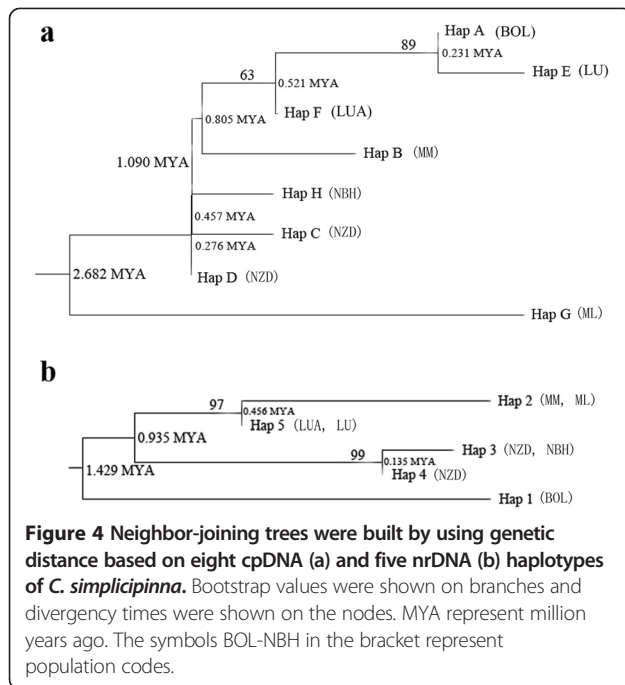 a
Hap A (BOL)
89
0.231 MYA
Hap E (LU)
63
0.521 MYA
Hap F (LUA)
0.805 MYA
Hap B (MM)
1.090 MYA
Hap H (NBH)
0.457 MYA
Hap C (NZD)
0.276 MYA
Hap D (NZD)
2.682 MYA
Hap G (ML)
b
97
Hap 2 (MM, ML)
0.456 MYA
Hap 5 (LUA, LU)
0.935 MYA
99
Hap 3 (NZD, NBH)
0.135 MYA
Hap 4 (NZD)
1.429 MYA
Hap 1 (BOL)
Figure 4 Neighbor-joining trees were built by using genetic
distance based on eight cpDNA (a) and five nrDNA (b) haplotypes
of C. simplicipinna. Bootstrap values were shown on branches and
divergency times were shown on the nodes. MYA represent million
years ago. The symbols BOL-NBH in the bracket represent
population codes.